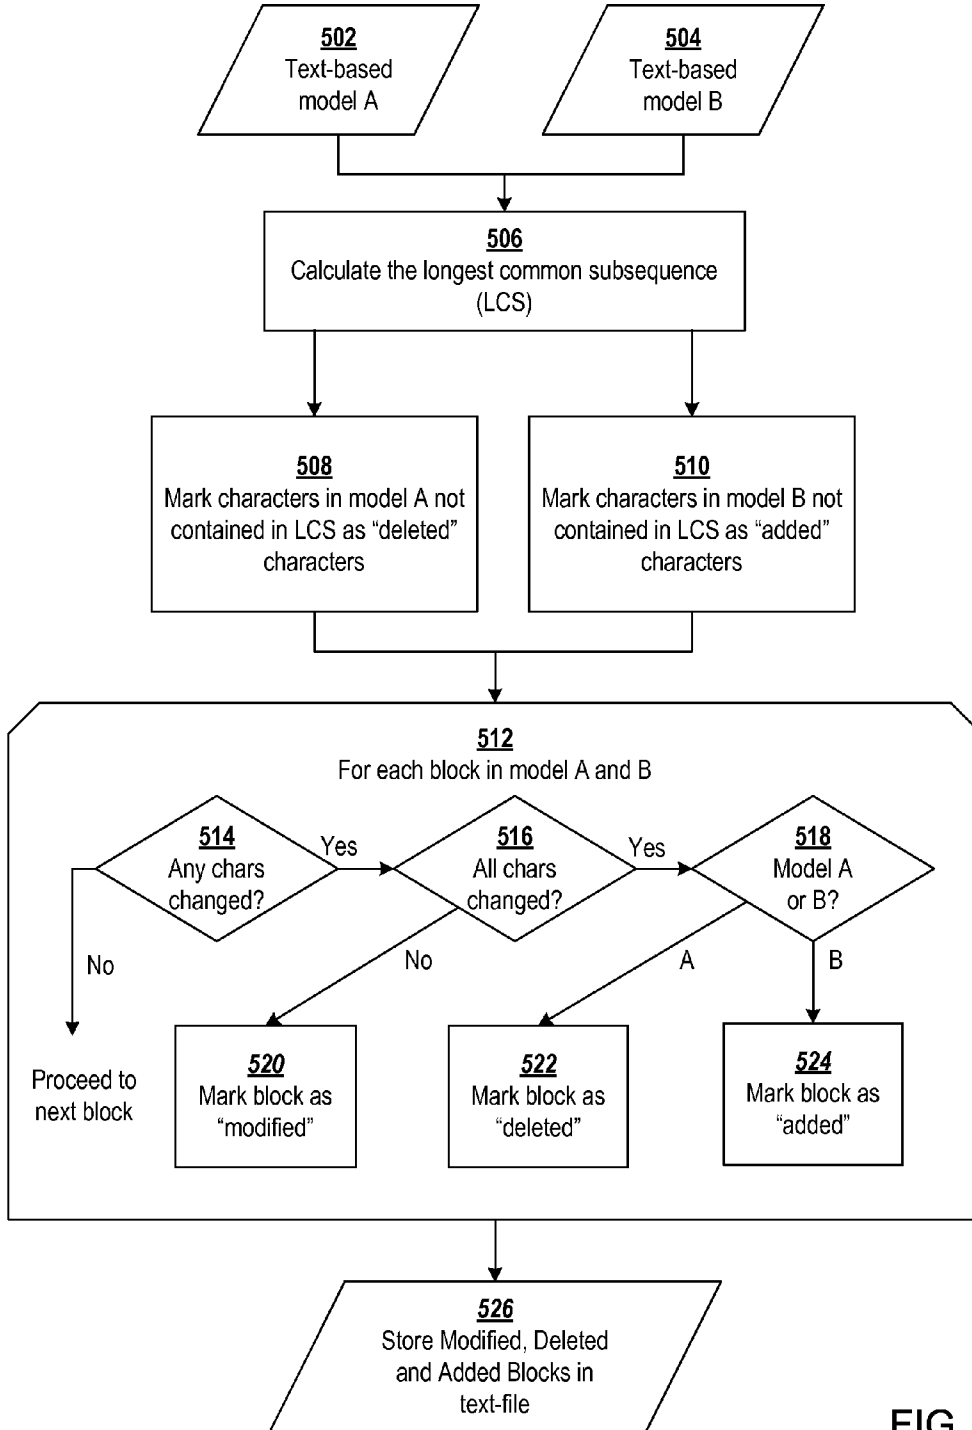 502
Text-based
model A
504
Text-based
model B
506
Calculate the longest common subsequence
(LCS)
508
Mark characters in model A not
contained in LCS as “deleted”
characters
510
Mark characters in model B not
contained in LCS as “added”
characters
512
For each block in model A and B
514
Any chars
changed?
Yes
516
All chars
changed?
Yes
518
Model A
or B?
No
No
A
B
Proceed to
next block
520
Mark block as
“modified”
522
Mark block as
“deleted”
524
Mark block as
“added”
526
Store Modified, Deleted
and Added Blocks in
text-file
FIG